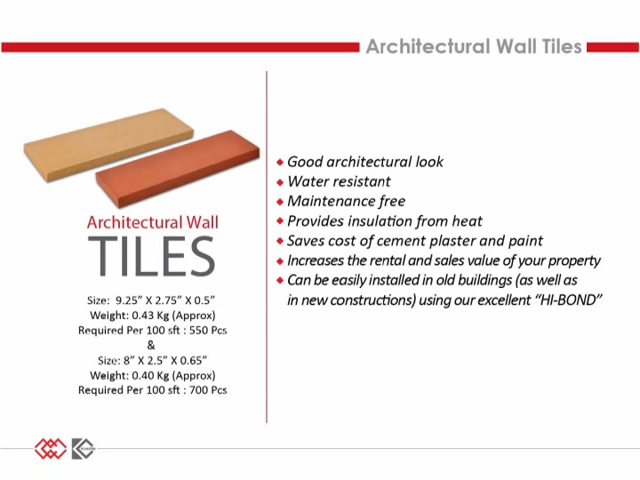 Architectural Wall Tiles
Architectural Wall
TILES
Size: 9.25” X 2.75” X 0.5”
Weight: 0.43 Kg (Approx)
Required Per 100 sft : 550 Pcs
&
Size: 8” X 2.5” X 0.65”
Weight: 0.40 Kg (Approx)
Required Per 100 sft : 700 Pcs
Good architectural look
Water resistant
Maintenance free
Provides insulation from heat
Saves cost of cement plaster and paint
Increases the rental and sales value of your property
Can be easily installed in old buildings (as well as
in new constructions) using our excellent “HI-BOND”